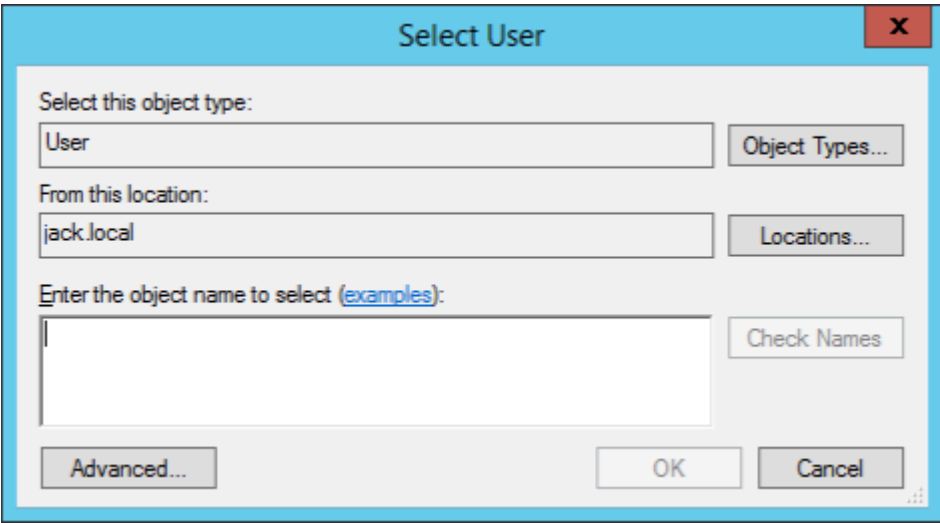 Select User
x
Select this object type:
User
Object Types...
From this location:
jack.local
Locations...
Enter the object name to select (examples):
Check Names
Advanced...
OK
Cancel